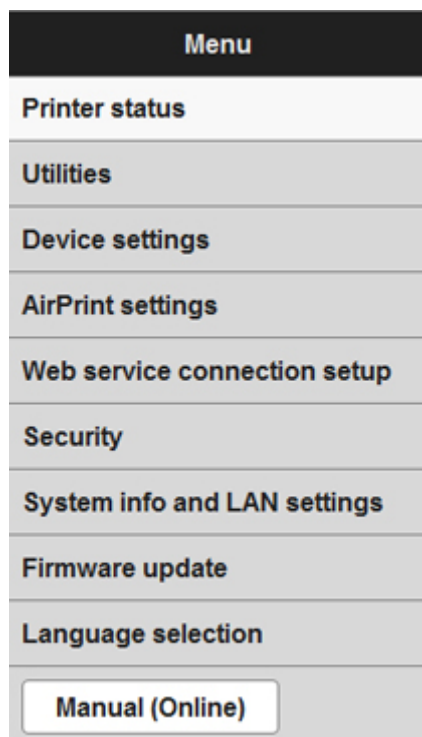 Menu
Printer status
Utilities
Device settings
AirPrint settings
Web service connection setup
Security
System info and LAN settings
Firmware update
Language selection
Manual (Online)